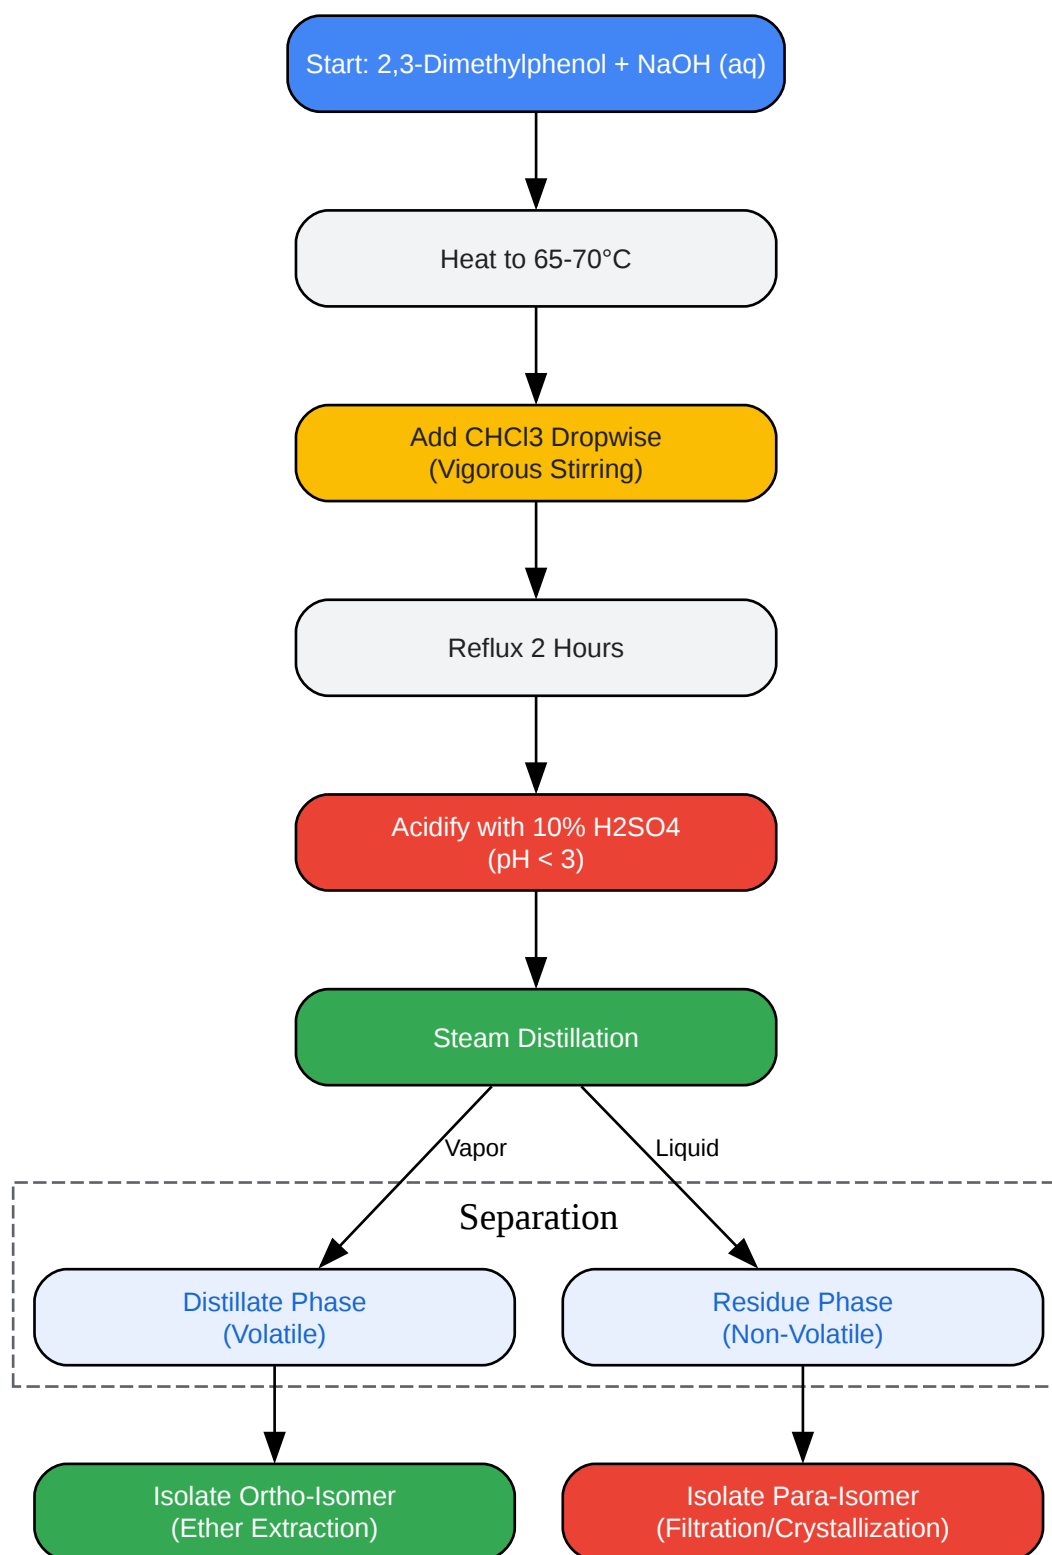 Start: 2,3-Dimethylphenol + NaOH (aq)
Heat to 65-70°C
Add CHCl3 Dropwise
(Vigorous Stirring)
Reflux 2 Hours
Acidify with 10% H2SO4
(pH < 3)
Steam Distillation
Vapor
Liquid
Separation
Distillate Phase
(Volatile)
Residue Phase
(Non-Volatile)
Isolate Ortho-Isomer
(Ether Extraction)
Isolate Para-Isomer
(Filtration/Crystallization)